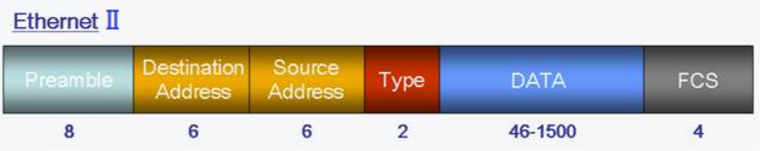 Ethernet Ⅱ
Preamble
Destination Address
Source Address
Type
DATA
FCS
8
6
6
2
46-1500
4